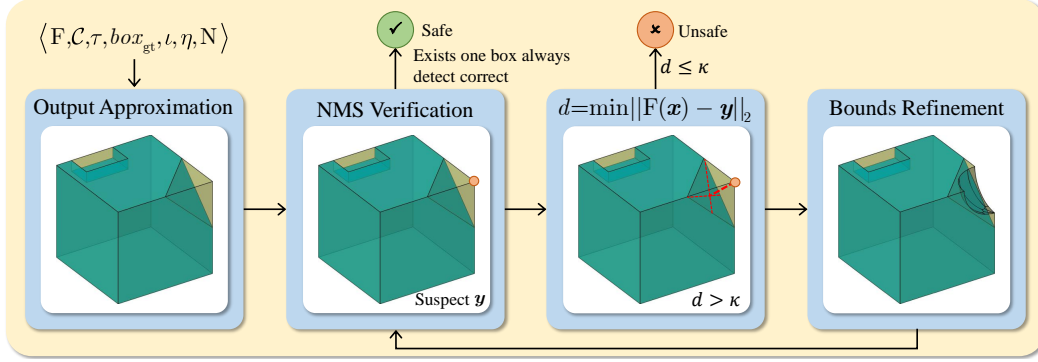 ⟨F,𝒞,τ,box_gt,ι,η,N⟩
Safe
Exists one box always
detect correct
Unsafe
d ≤ κ
Output Approximation
NMS Verification
d=min||F(x) − y||₂
Bounds Refinement
Suspect y
d > κ